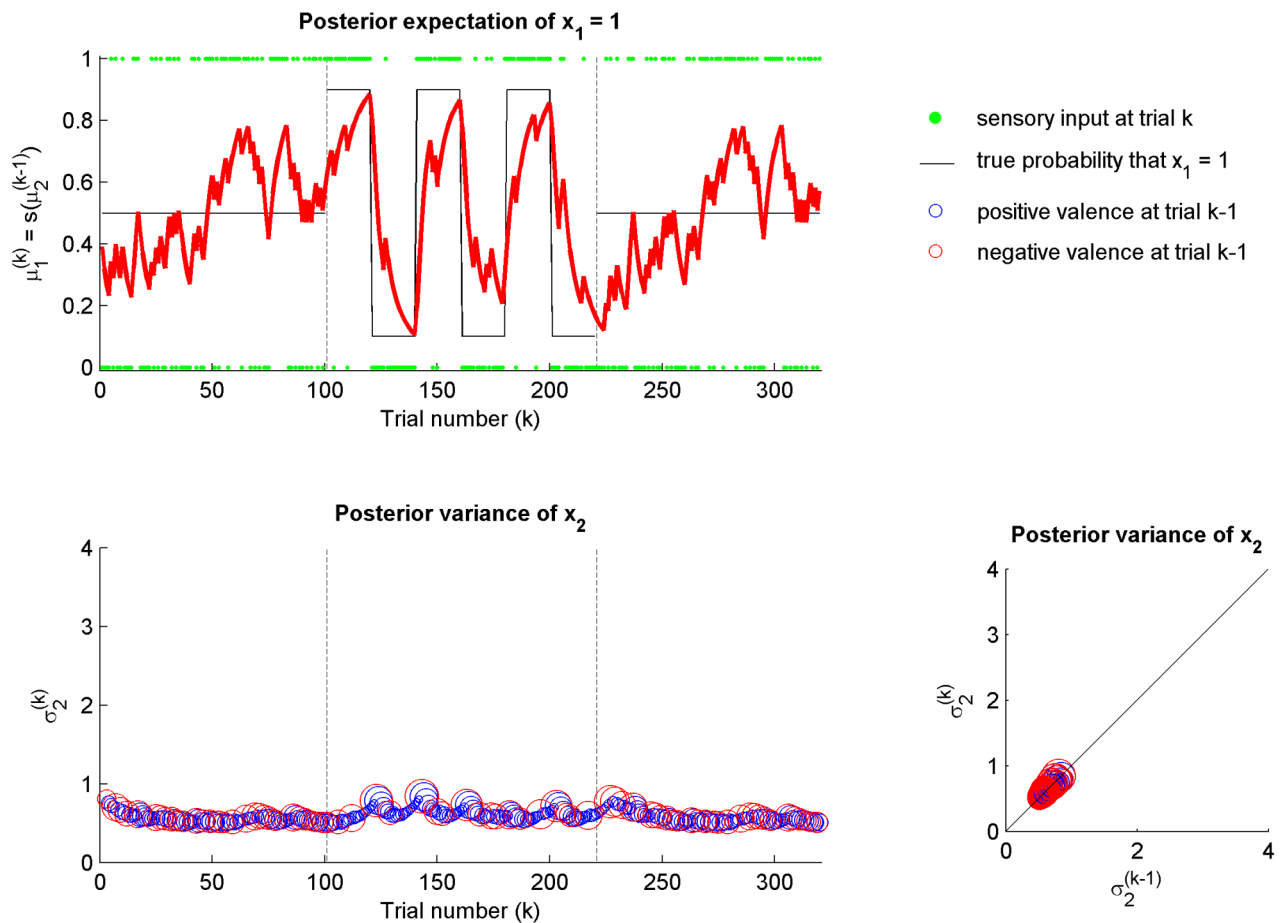 Posterior expectation of x₁ = 1
μ₁⁽ᵏ⁾ = s(μ₂⁽ᵏ⁻¹⁾)
1
0.8
0.6
0.4
0.2
0
0 50 100 150 200 250 300
Trial number (k)
sensory input at trial k
true probability that x₁ = 1
positive valence at trial k-1
negative valence at trial k-1
Posterior variance of x₂
σ₂⁽ᵏ⁾
4
3
2
1
0
0 50 100 150 200 250 300
Trial number (k)
Posterior variance of x₂
σ₂⁽ᵏ⁾
4
3
2
1
0
0 2 4
σ₂⁽ᵏ⁻¹⁾